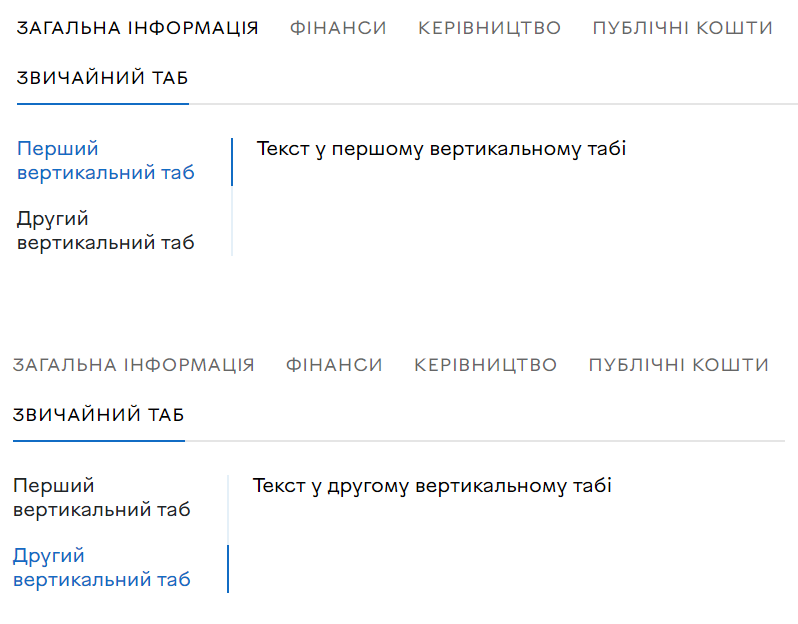 ЗАГАЛЬНА ІНФОРМАЦІЯ ФІНАНСИ КЕРІВНИЦТВО ПУБЛІЧНІ КОШТИ
ЗВИЧАЙНИЙ ТАБ
Перший
вертикальний таб
Текст у першому вертикальному табі
Другий
вертикальний таб
ЗАГАЛЬНА ІНФОРМАЦІЯ ФІНАНСИ КЕРІВНИЦТВО ПУБЛІЧНІ КОШТИ
ЗВИЧАЙНИЙ ТАБ
Перший
вертикальний таб
Текст у другому вертикальному табі
Другий
вертикальний таб